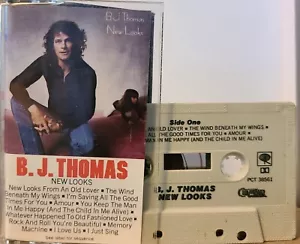 B.J. Thomas
New Looks
B. J. THOMAS
NEW LOOKS
New Looks From An Old Lover • The Wind
Beneath My Wings • I'm Saving All The Good
Times For You • Amour • You Keep The Man
In Me Happy (And The Child In Me Alive) •
Whatever Happened To Old Fashioned Love •
Rock And Roll You're Beautiful • Memory
Machine • I Love Us • I Just Sing
Side One
AN OLD LOVER • THE WIND BENEATH MY WINGS •
ALL THE GOOD TIMES FOR YOU • AMOUR •
MAN IN ME HAPPY (AND THE CHILD IN ME ALIVE)
PCT 38561
B. J. THOMAS
NEW LOOKS